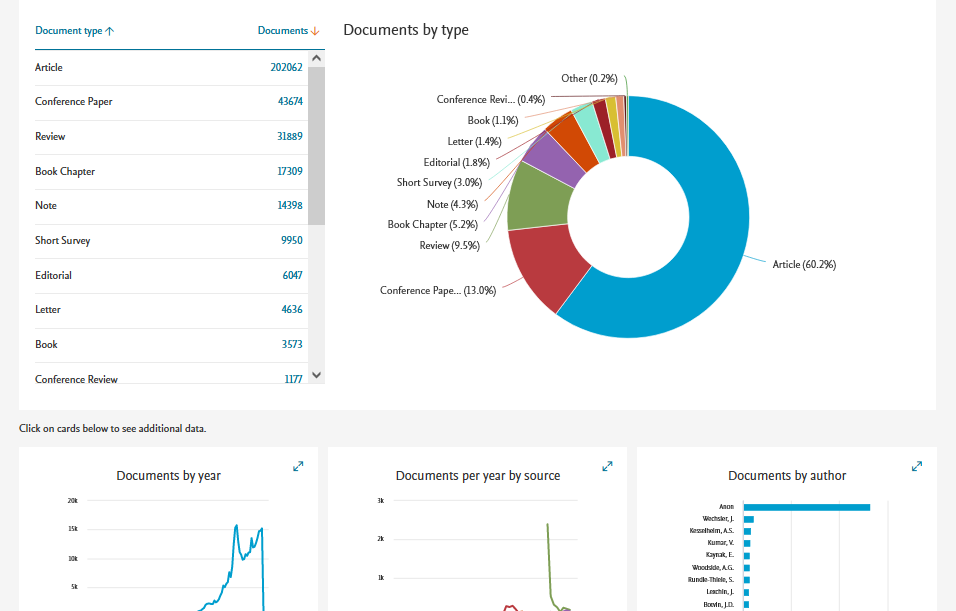 Document type Documents
Article 202062
Conference Paper 43674
Review 31889
Book Chapter 17309
Note 14398
Short Survey 9950
Editorial 6047
Letter 4636
Book 3573
Conference Review 1177
Documents by type
Other (0.2%)
Conference Revi... (0.4%)
Book (1.1%)
Letter (1.4%)
Editorial (1.8%)
Short Survey (3.0%)
Note (4.3%)
Book Chapter (5.2%)
Review (9.5%)
Article (60.2%)
Conference Pape... (13.0%)
Click on cards below to see additional data.
Documents by year
20k
15k
10k
5k
Documents per year by source
3k
2k
1k
Documents by author
Anon
Wechsler, J.
Kesselheim, A.S.
Kumar, V.
Kaynak, E.
Woodside, A.G.
Rundle-Thiele, S.
Lexchin, J.
Botvin, J.D.